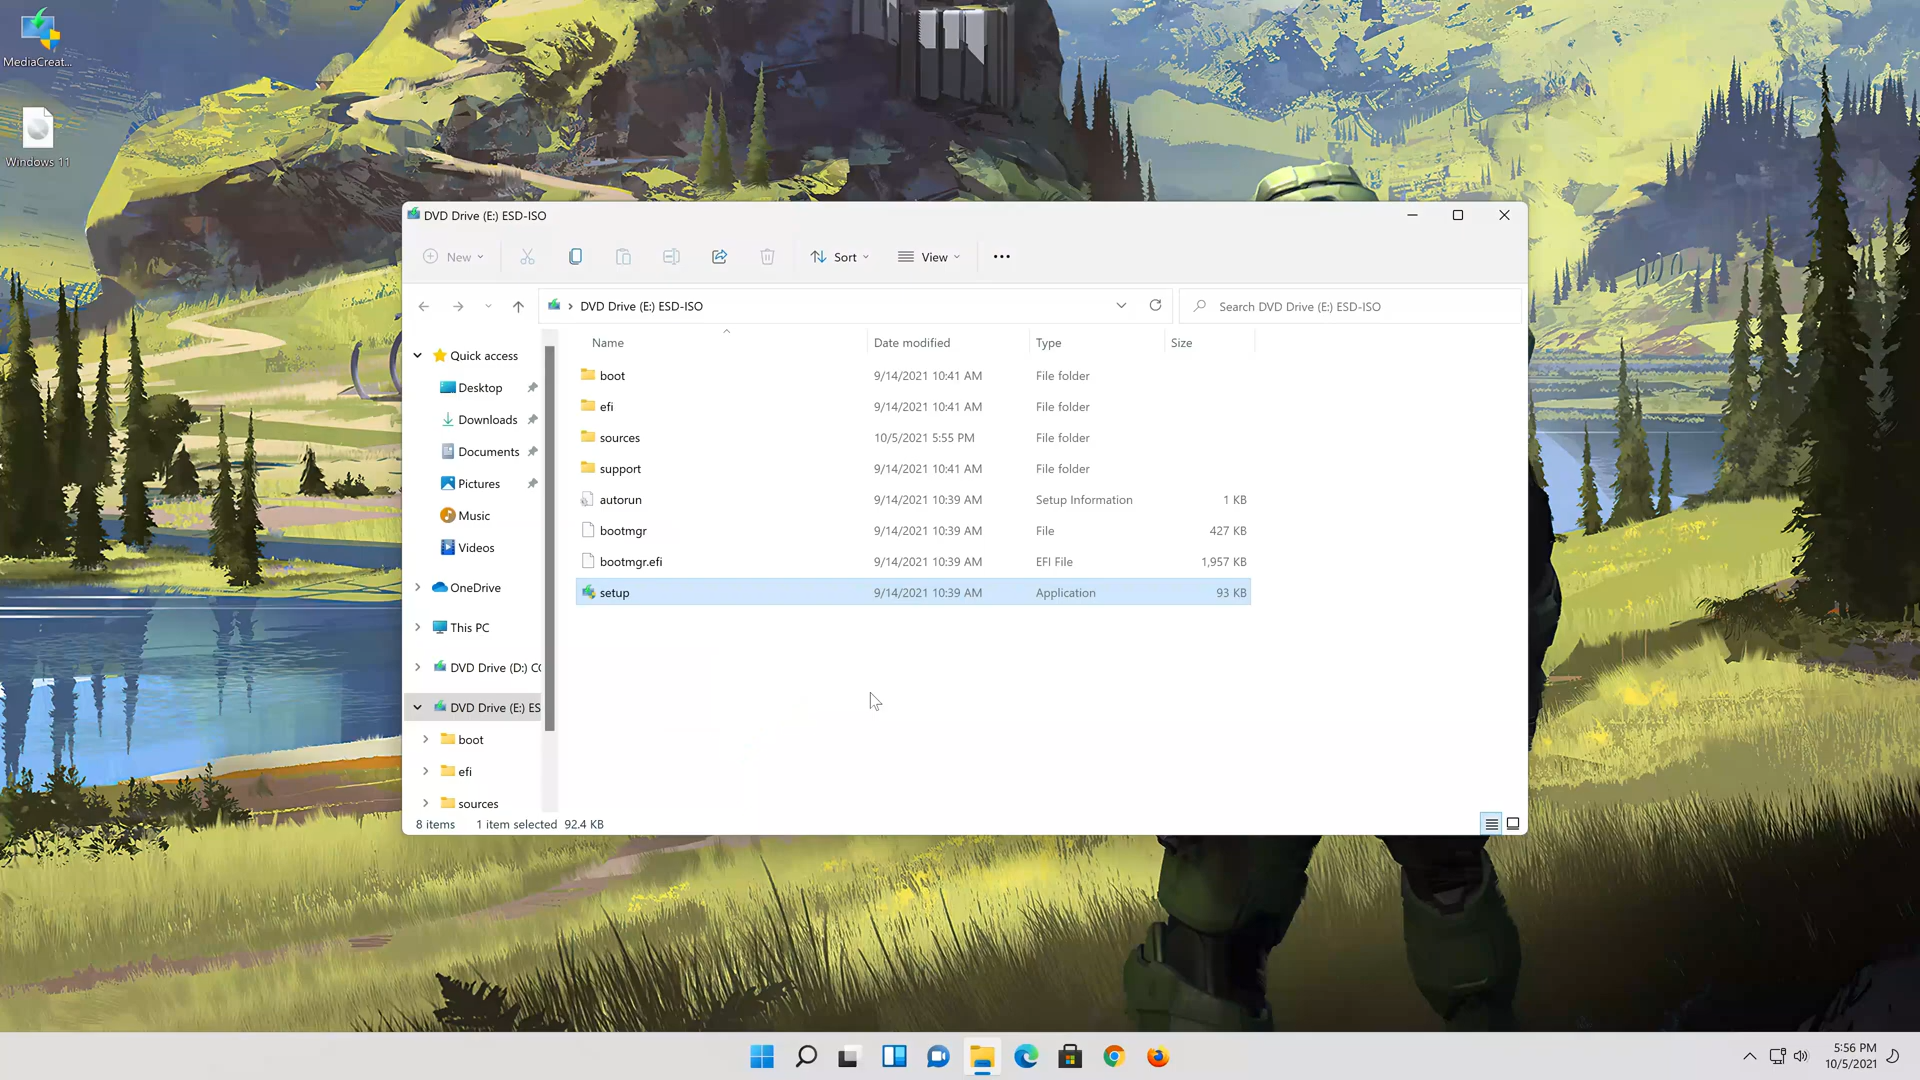 MediaCreat...
Windows 11
DVD Drive (E:) ESD-ISO
New
Sort
View
DVD Drive (E:) ESD-ISO
Search DVD Drive (E:) ESD-ISO
Name Date modified Type Size
Quick access
Desktop
Downloads
Documents
Pictures
Music
Videos
OneDrive
This PC
DVD Drive (D:) CC
DVD Drive (E:) ES
boot
efi
sources
boot 9/14/2021 10:41 AM File folder
efi 9/14/2021 10:41 AM File folder
sources 10/5/2021 5:55 PM File folder
support 9/14/2021 10:41 AM File folder
autorun 9/14/2021 10:39 AM Setup Information 1 KB
bootmgr 9/14/2021 10:39 AM File 427 KB
bootmgr.efi 9/14/2021 10:39 AM EFI File 1,957 KB
setup 9/14/2021 10:39 AM Application 93 KB
8 items 1 item selected 92.4 KB
5:56 PM
10/5/2021